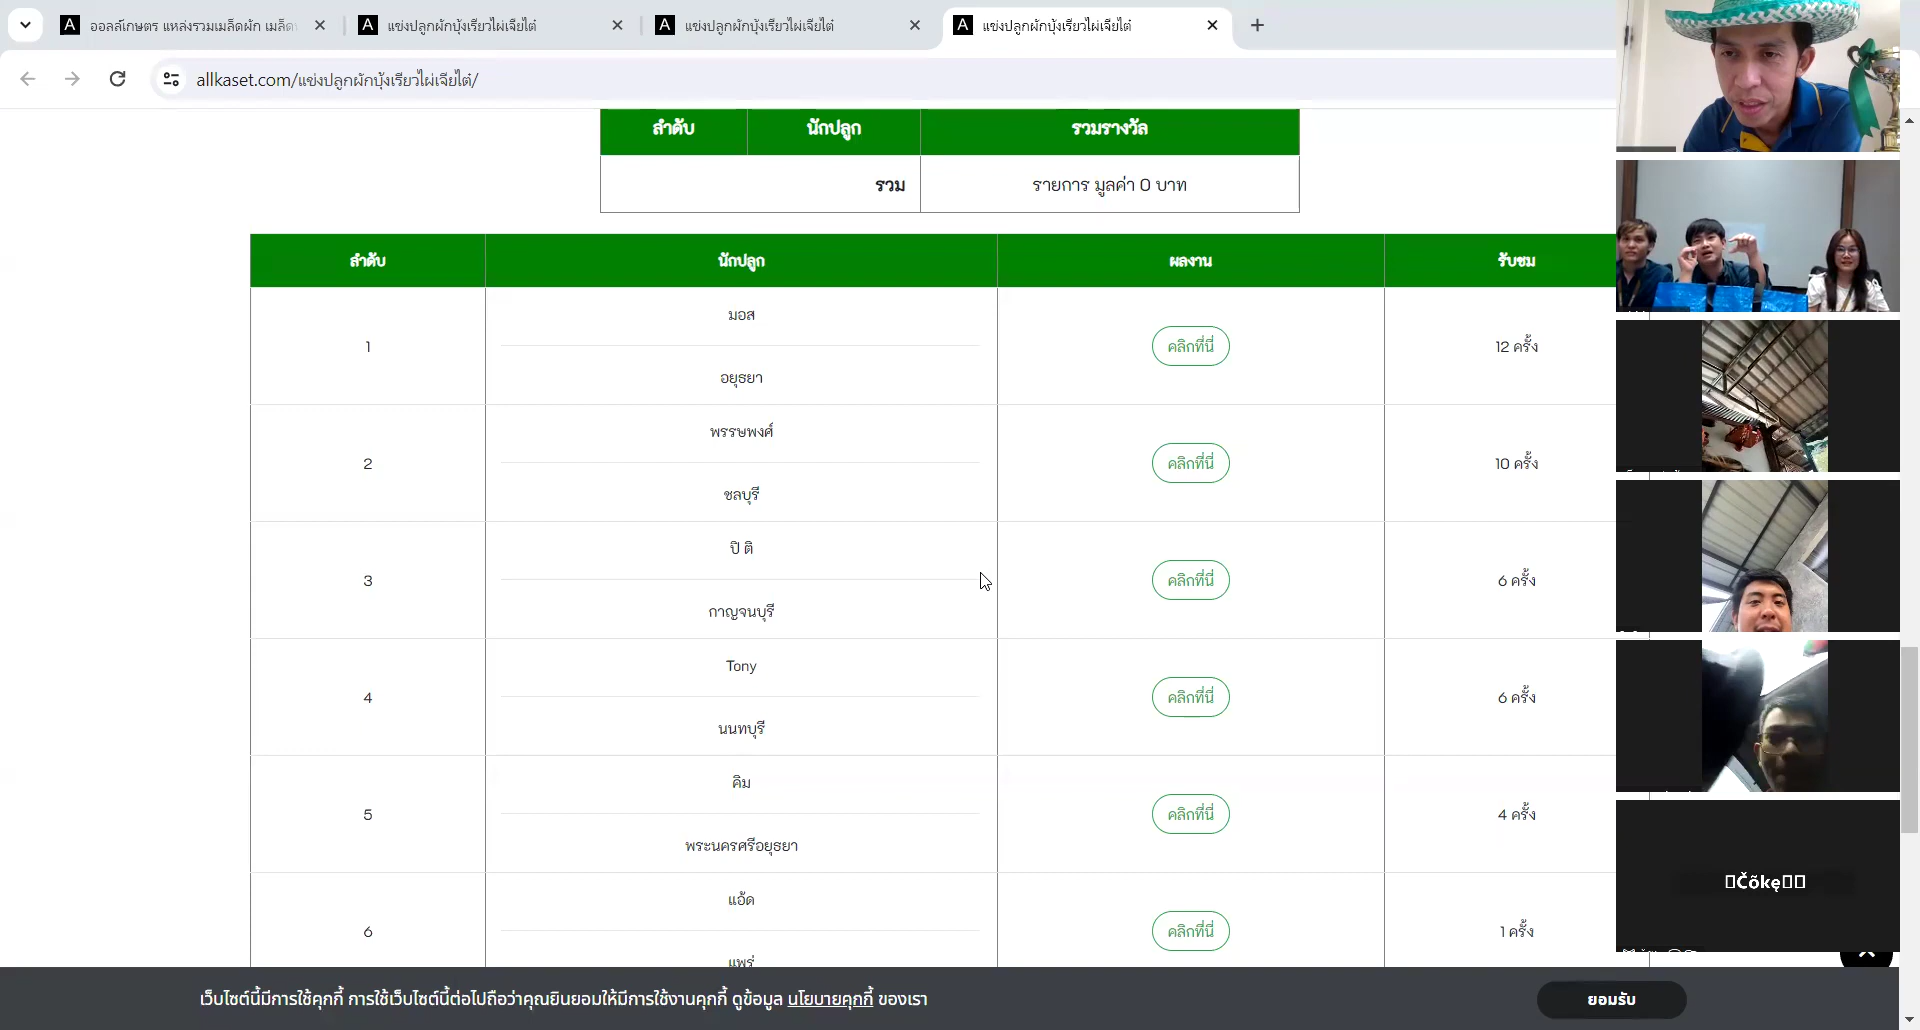 ออลล์เกษตร แหล่งรวมเมล็ดผัก เมล็ด
แข่งปลูกผักบุ้งเรียวไผ่เจียไต๋
แข่งปลูกผักบุ้งเรียวไผ่เจียไต๋
แข่งปลูกผักบุ้งเรียวไผ่เจียไต๋
allkaset.com/แข่งปลูกผักบุ้งเรียวไผ่เจียไต๋/
ลำดับ นักปลูก รวมรางวัล
รวม รายการ มูลค่า 0 บาท
ลำดับ นักปลูก ผลงาน รับชม
มอส
1 คลิกที่นี่ 12 ครั้ง
อยุธยา
พรรษพงศ์
2 คลิกที่นี่ 10 ครั้ง
ชลบุรี
ปิ ติ
3 คลิกที่นี่ 6 ครั้ง
กาญจนบุรี
Tony
4 คลิกที่นี่ 6 ครั้ง
นนทบุรี
คิม
5 คลิกที่นี่ 4 ครั้ง
พระนครศรีอยุธยา
แอ้ด
6 คลิกที่นี่ 1 ครั้ง
แพร่
Čõkę
เว็บไซต์นี้มีการใช้คุกกี้ การใช้เว็บไซต์นี้ต่อไปถือว่าคุณยินยอมให้มีการใช้งานคุกกี้ ดูข้อมูล นโยบายคุกกี้ ของเรา
ยอมรับ